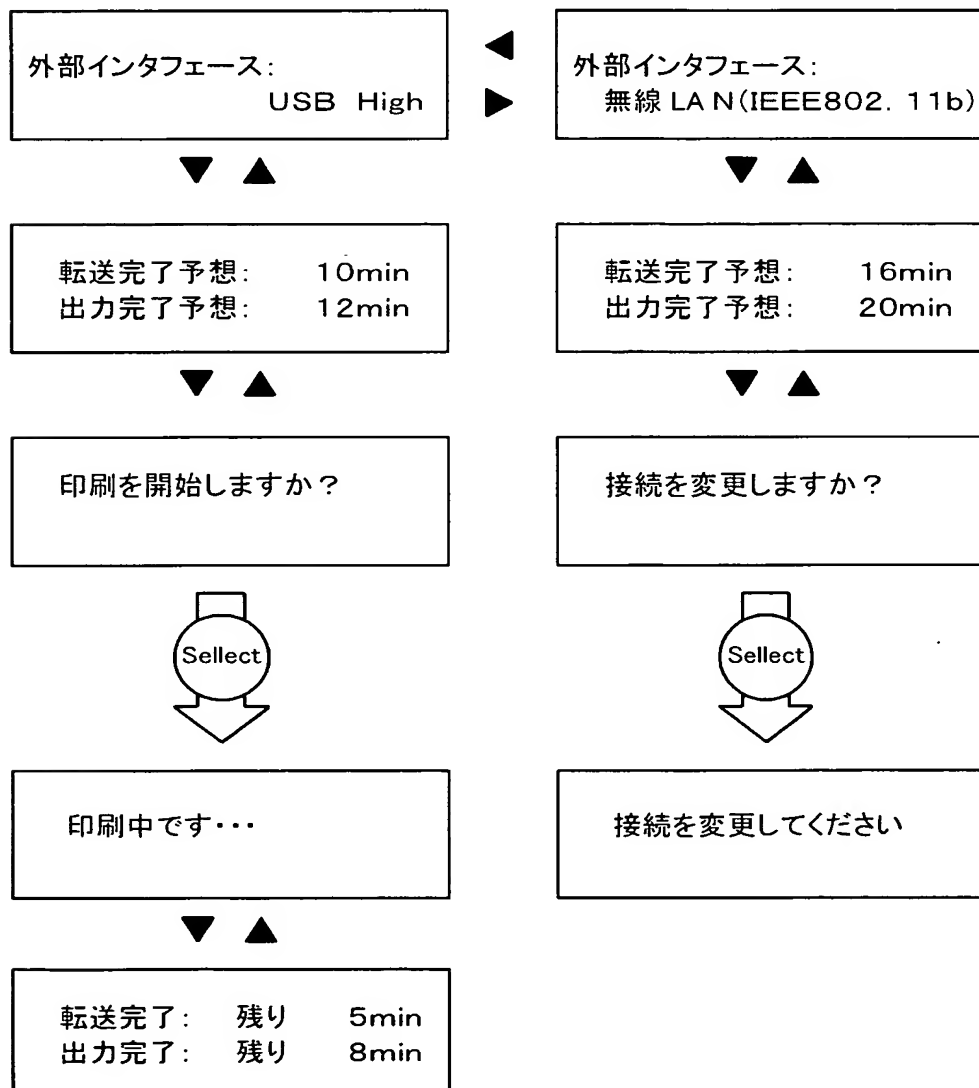 外部インタフェース:
USB High
▼ ▲
転送完了予想: 10min
出力完了予想: 12min
▼ ▲
印刷を開始しますか?
Sellect
印刷中です・・・
▼ ▲
転送完了: 残り 5min
出力完了: 残り 8min
◀
▶
外部インタフェース:
無線LAN(IEEE802.11b)
▼ ▲
転送完了予想: 16min
出力完了予想: 20min
▼ ▲
接続を変更しますか?
Sellect
接続を変更してください